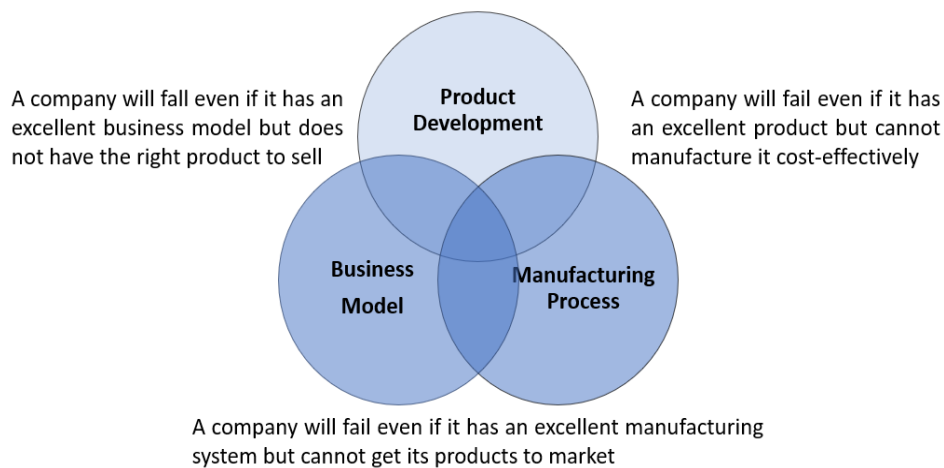 Product
Development
A company will fall even if it has an
excellent business model but does
not have the right product to sell
A company will fail even if it has
an excellent product but cannot
manufacture it cost-effectively
Business
Model
Manufacturing
Process
A company will fail even if it has an excellent manufacturing
system but cannot get its products to market